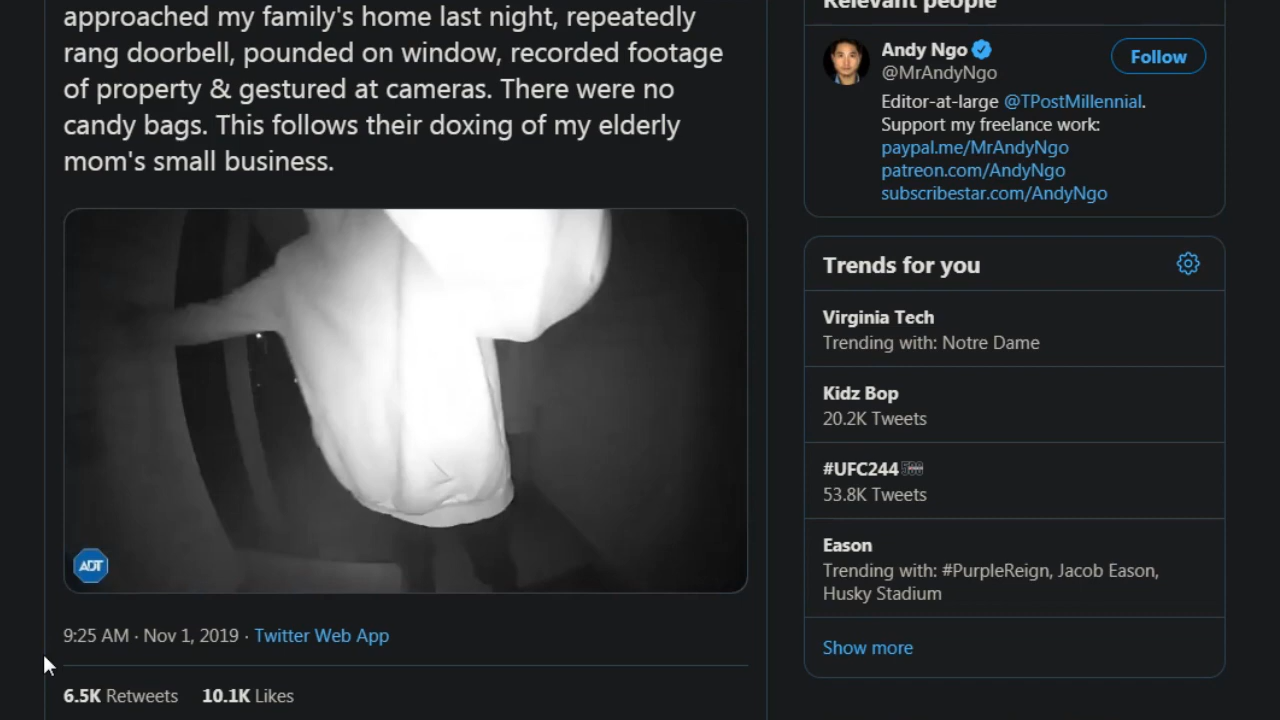 approached my family's home last night, repeatedly
rang doorbell, pounded on window, recorded footage
of property & gestured at cameras. There were no
candy bags. This follows their doxing of my elderly
mom's small business.
ADT
9:25 AM · Nov 1, 2019 · Twitter Web App
6.5K Retweets 10.1K Likes
Relevant people
Andy Ngo
@MrAndyNgo
Follow
Editor-at-large @TPostMillennial.
Support my freelance work:
paypal.me/MrAndyNgo
patreon.com/AndyNgo
subscribestar.com/AndyNgo
Trends for you
Virginia Tech
Trending with: Notre Dame
Kidz Bop
20.2K Tweets
#UFC244
53.8K Tweets
Eason
Trending with: #PurpleReign, Jacob Eason,
Husky Stadium
Show more